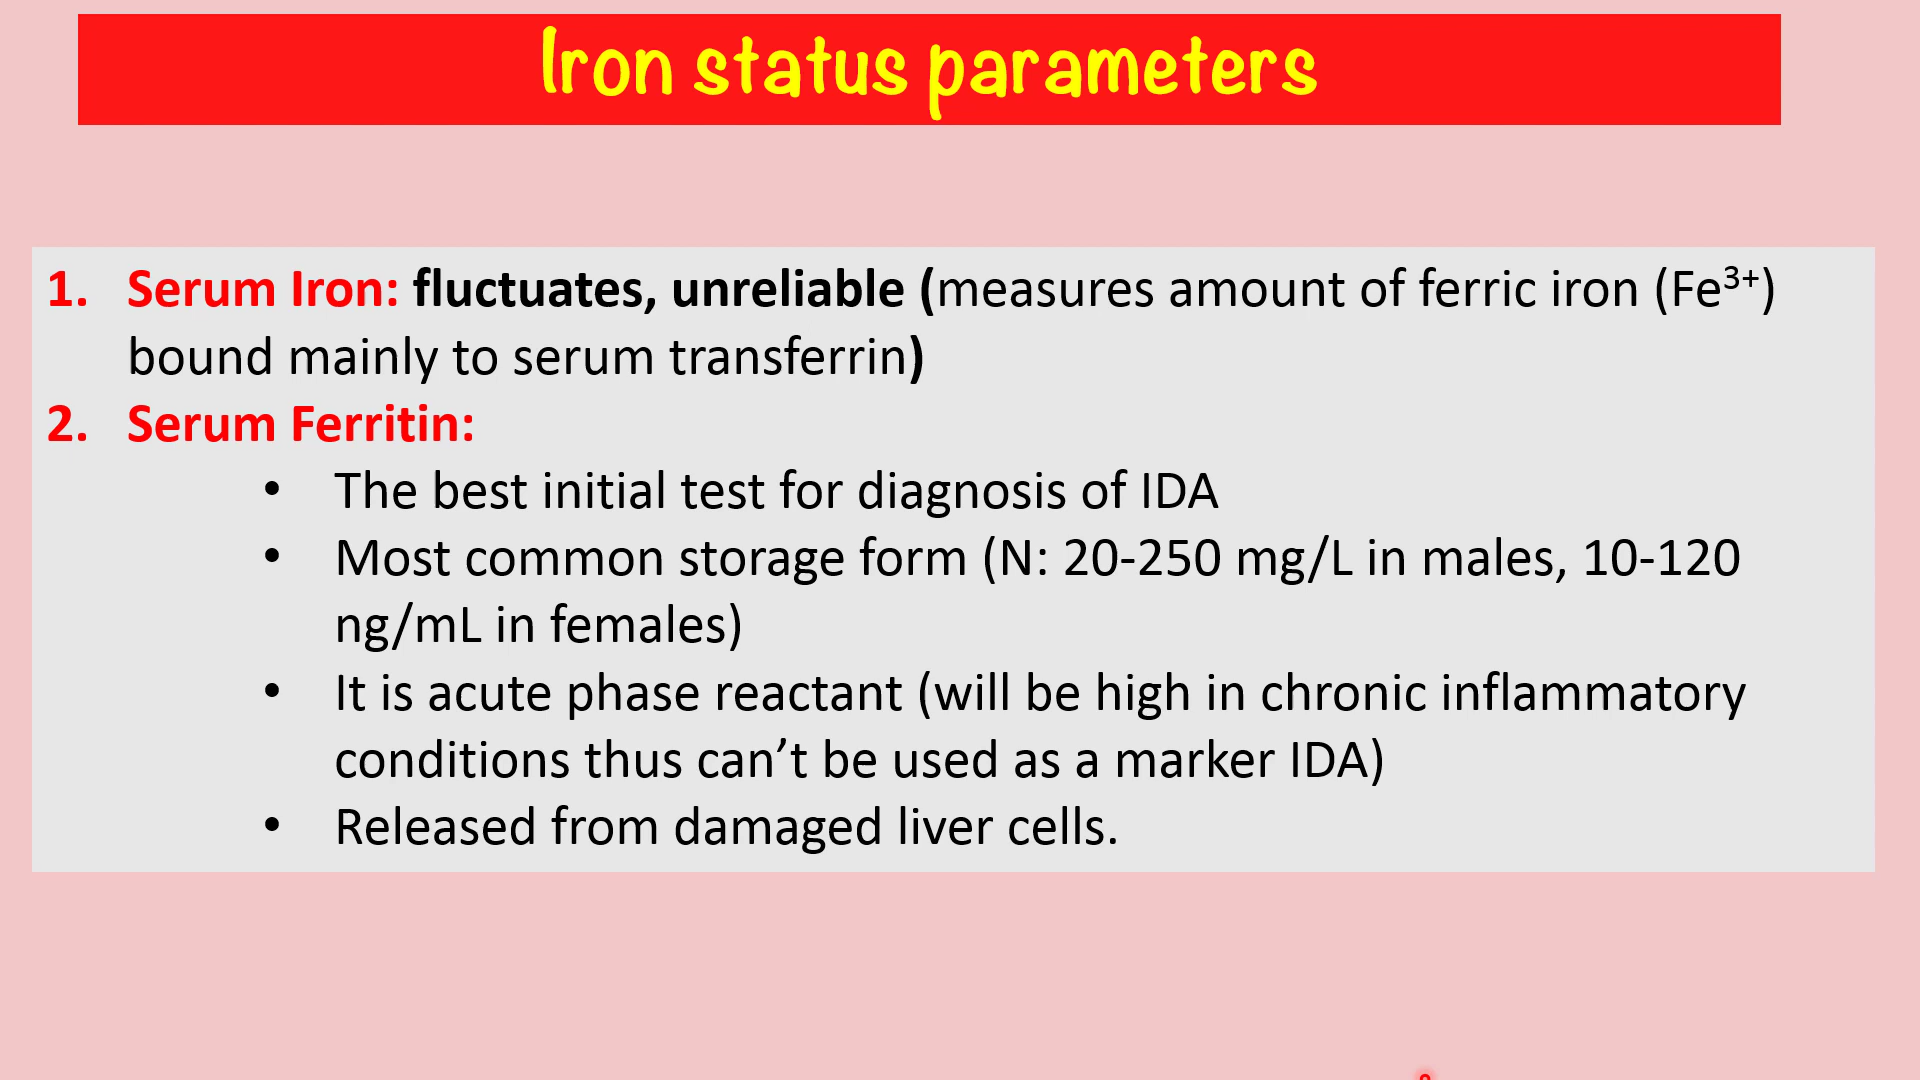 Iron status parameters
1. Serum Iron: fluctuates, unreliable (measures amount of ferric iron (Fe³⁺)
bound mainly to serum transferrin)
2. Serum Ferritin:
• The best initial test for diagnosis of IDA
• Most common storage form (N: 20-250 mg/L in males, 10-120
ng/mL in females)
• It is acute phase reactant (will be high in chronic inflammatory
conditions thus can’t be used as a marker IDA)
• Released from damaged liver cells.